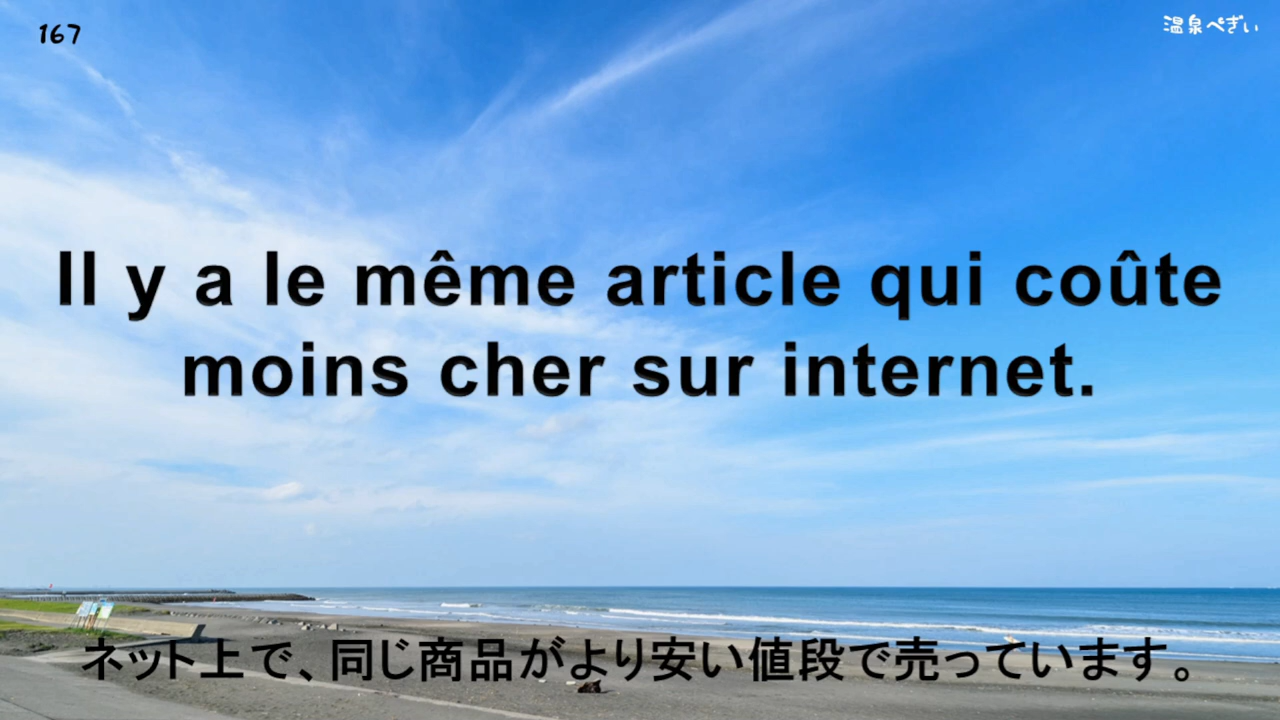 167
温泉ぺぎぃ
Il y a le même article qui coûte
moins cher sur internet.
ネット上で、同じ商品がより安い値段で売っています。